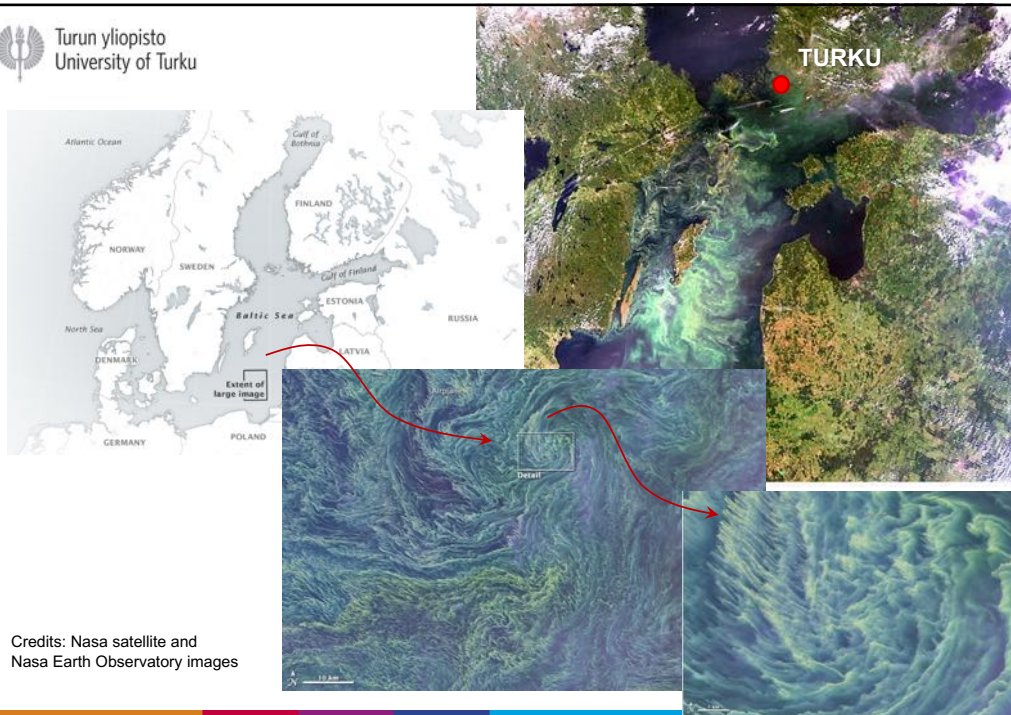 Turun yliopisto
University of Turku
TURKU
Atlantic Ocean
Gulf of
Bothnia
FINLAND
NORWAY
SWEDEN
Gulf of Finland
ESTONIA
Baltic Sea
RUSSIA
North Sea
LATVIA
DENMARK
Extent of
large image
GERMANY
POLAND
Detail
N
10 km
Credits: Nasa satellite and
Nasa Earth Observatory images